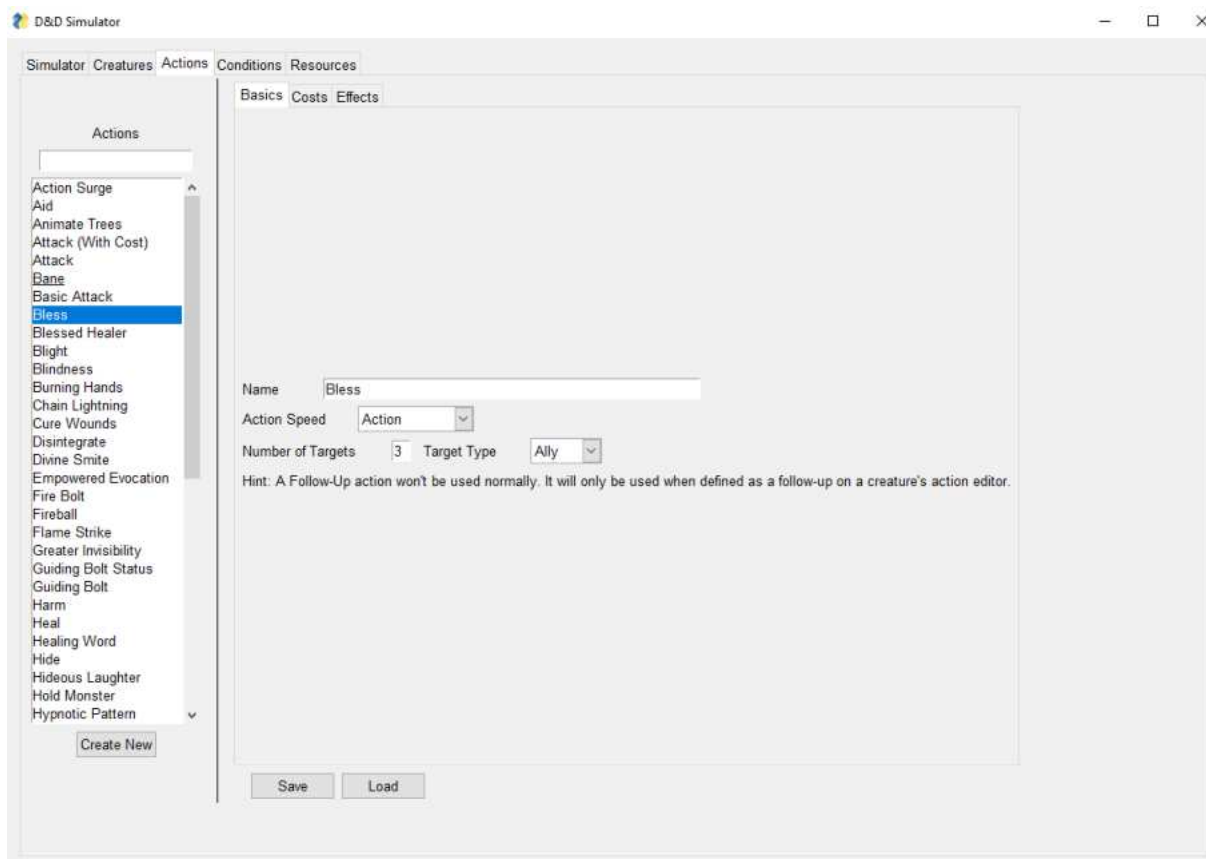 D&D Simulator
Simulator Creatures Actions Conditions Resources
Basics Costs Effects
Actions
Action Surge
Aid
Animate Trees
Attack (With Cost)
Attack
Bane
Basic Attack
Bless
Blessed Healer
Blight
Blindness
Burning Hands
Chain Lightning
Cure Wounds
Disintegrate
Divine Smite
Empowered Evocation
Fire Bolt
Fireball
Flame Strike
Greater Invisibility
Guiding Bolt Status
Guiding Bolt
Harm
Heal
Healing Word
Hide
Hideous Laughter
Hold Monster
Hypnotic Pattern
Create New
Name Bless
Action Speed Action
Number of Targets 3 Target Type Ally
Hint: A Follow-Up action won't be used normally. It will only be used when defined as a follow-up on a creature's action editor.
Save Load